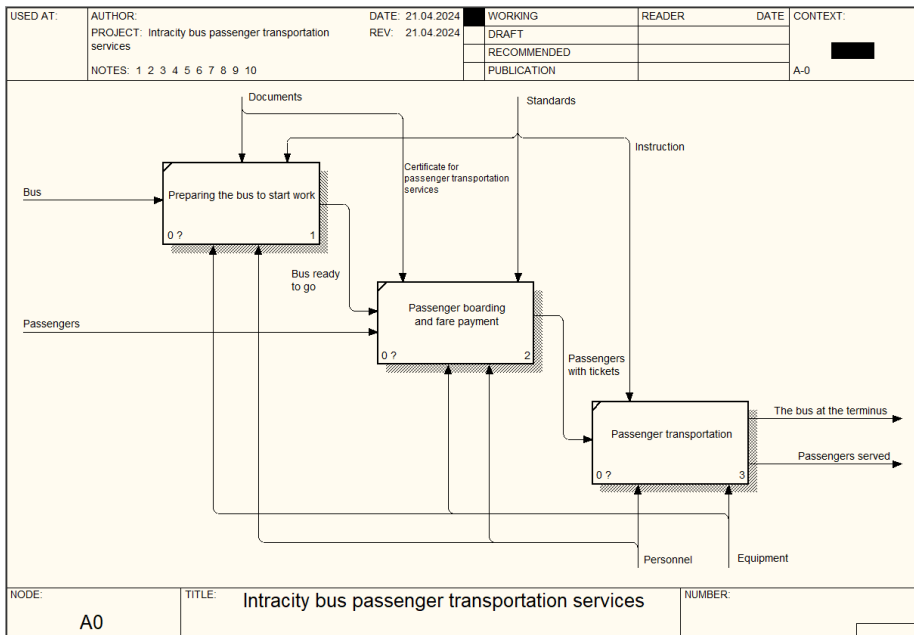 USED AT:
AUTHOR:
DATE: 21.04.2024
PROJECT: Intracity bus passenger transportation
services
REV: 21.04.2024
NOTES: 1 2 3 4 5 6 7 8 9 10
WORKING
DRAFT
RECOMMENDED
PUBLICATION
READER
DATE
CONTEXT:
A-0
Documents
Standards
Instruction
Certificate for
passenger transportation
services
Bus
Preparing the bus to start work
0 ?
1
Bus ready
to go
Passengers
Passenger boarding
and fare payment
0 ?
2
Passengers
with tickets
The bus at the terminus
Passenger transportation
Passengers served
0 ?
3
Personnel
Equipment
NODE:
A0
TITLE:
Intracity bus passenger transportation services
NUMBER: